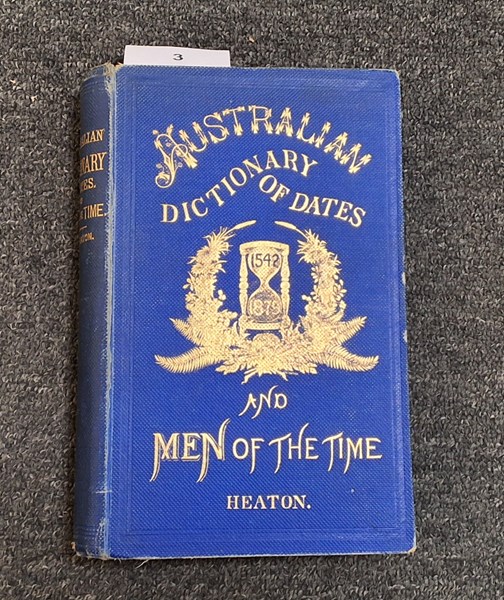 3
AUSTRALIAN
DICTIONARY
OF DATES
1542
1879
AND
MEN OF THE TIME
HEATON.
TIME.